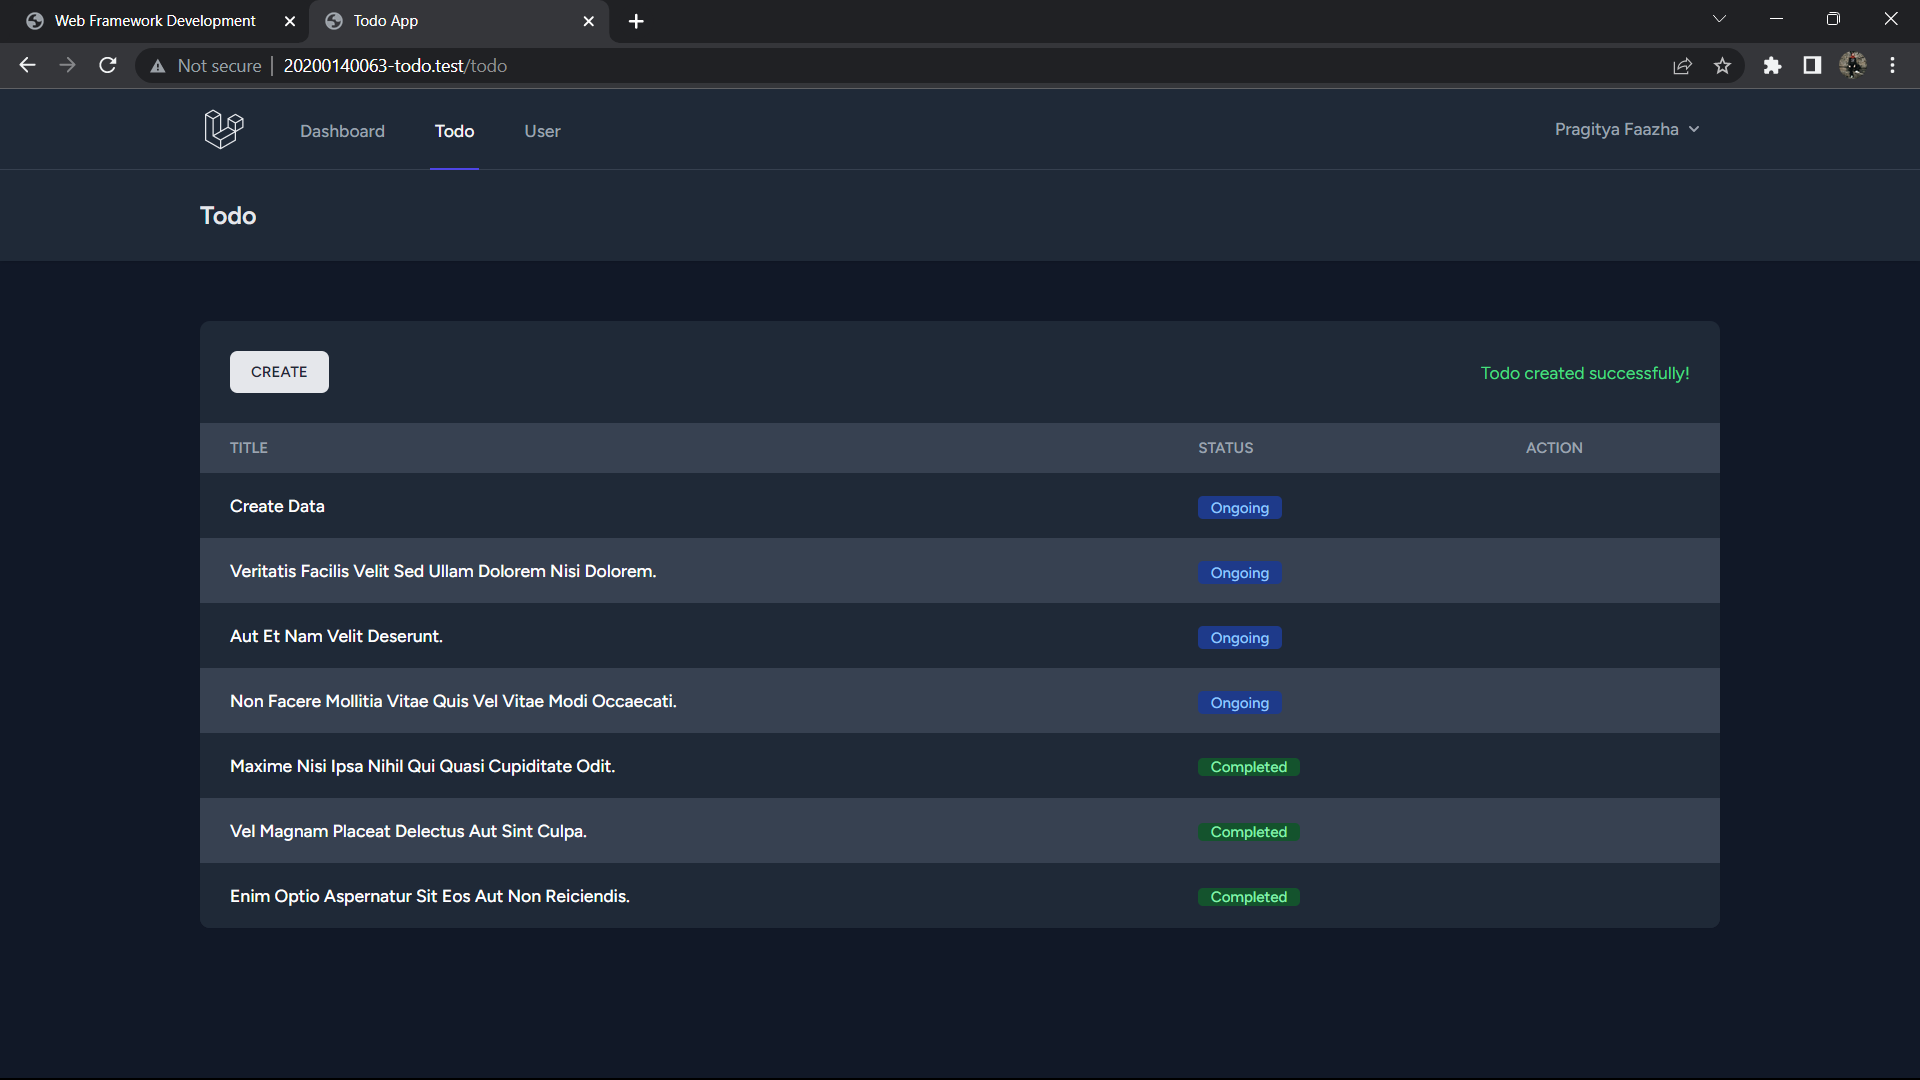 Web Framework Development
Todo App
Not secure
20200140063-todo.test/todo
Dashboard Todo User
Pragitya Faazha
Todo
CREATE
Todo created successfully!
TITLE STATUS ACTION
Create Data Ongoing
Veritatis Facilis Velit Sed Ullam Dolorem Nisi Dolorem. Ongoing
Aut Et Nam Velit Deserunt. Ongoing
Non Facere Mollitia Vitae Quis Vel Vitae Modi Occaecati. Ongoing
Maxime Nisi Ipsa Nihil Qui Quasi Cupiditate Odit. Completed
Vel Magnam Placeat Delectus Aut Sint Culpa. Completed
Enim Optio Aspernatur Sit Eos Aut Non Reiciendis. Completed